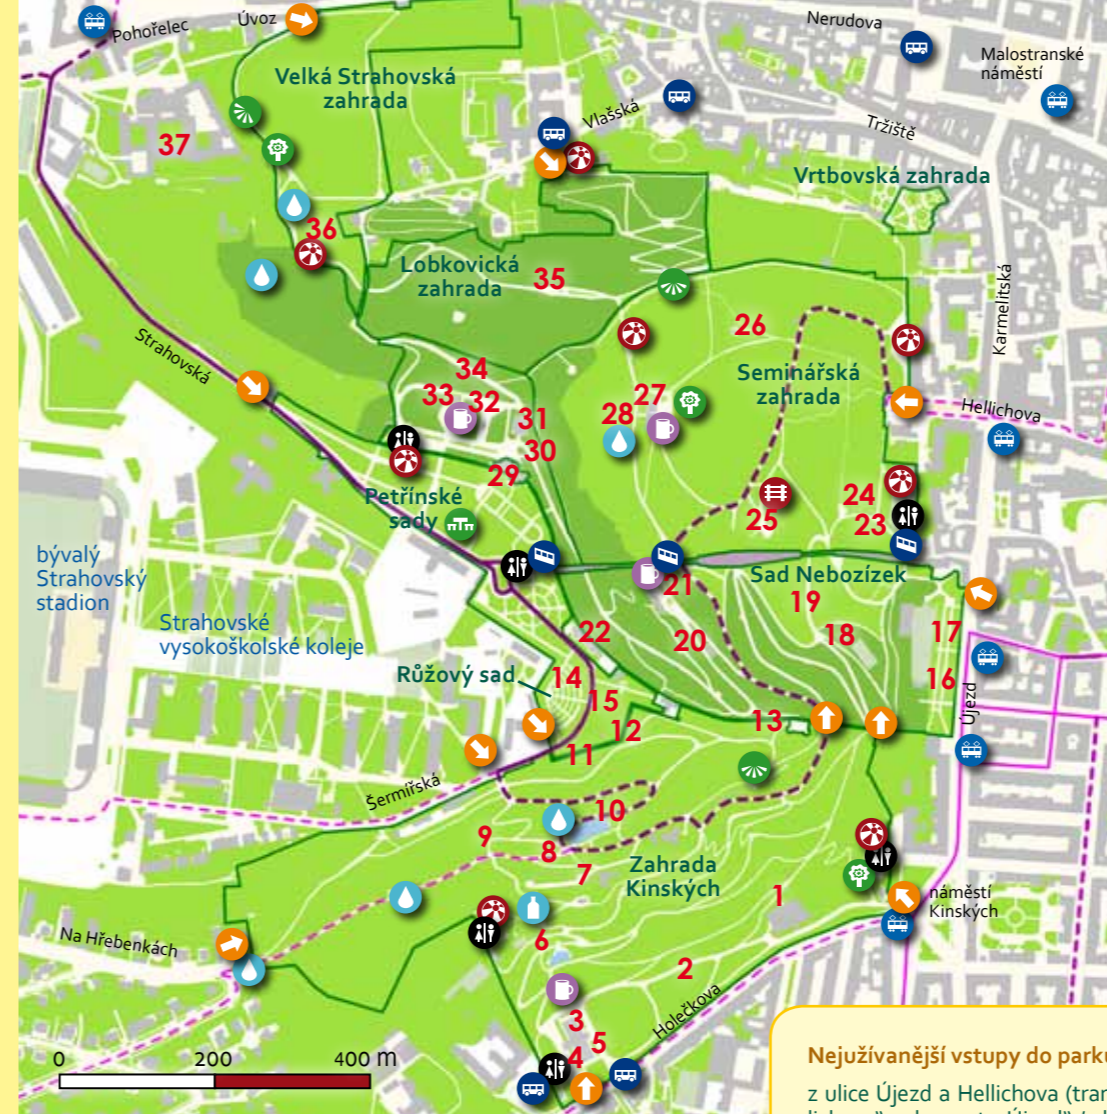 Pohořelec
Úvoz
Nerudova
Malostranské
náměstí
Velká Strahovská
zahrada
Vlašská
Tržiště
37
Vrtbovská zahrada
36
Lobkovická
zahrada
35
Karmelitská
Strahovská
26
34
33
32
31
30
29
28
27
Seminářská
zahrada
Hellichova
Petřínské
sady
25
24
23
bývalý
Strahovský
stadion
Strahovské
vysokoškolské koleje
21
Sad Nebozízek
19
18
17
16
22
20
Růžový sad
14
15
12
11
13
Újezd
Šermířská
10
9
8
7
Zahrada
Kinských
1
náměstí
Kinských
Na Hřebenkách
6
2
Holečkova
3
5
4
0 200 400 m
Nejužívanější vstupy do parku
z ulice Újezd a Hellichova (tram